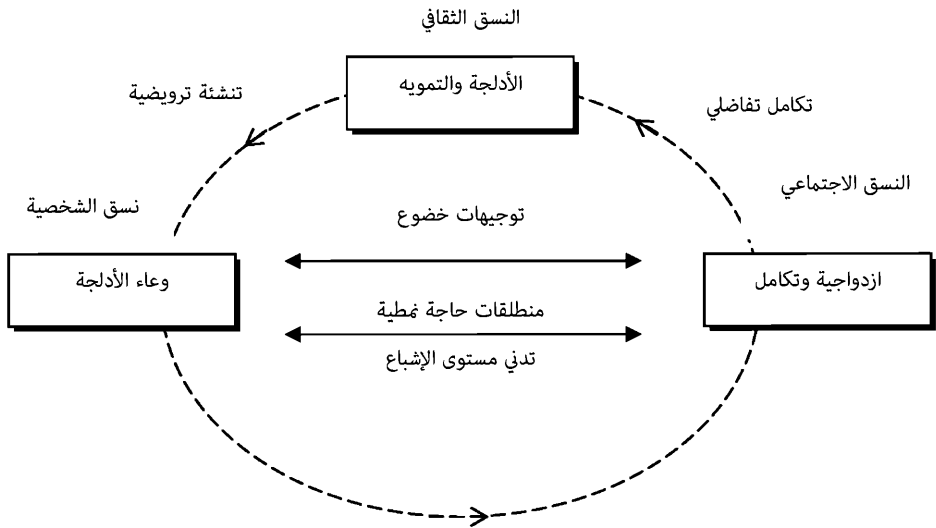 النسق الثقافي
الأدلجة والتمويه
تكامل تفاضلي
تنشئة ترويضية
النسق الاجتماعي
نسق الشخصية
توجيهات خضوع
ازدواجية وتكامل
وعاء الأدلجة
منطلقات حاجة نمطية
تدني مستوى الإشباع